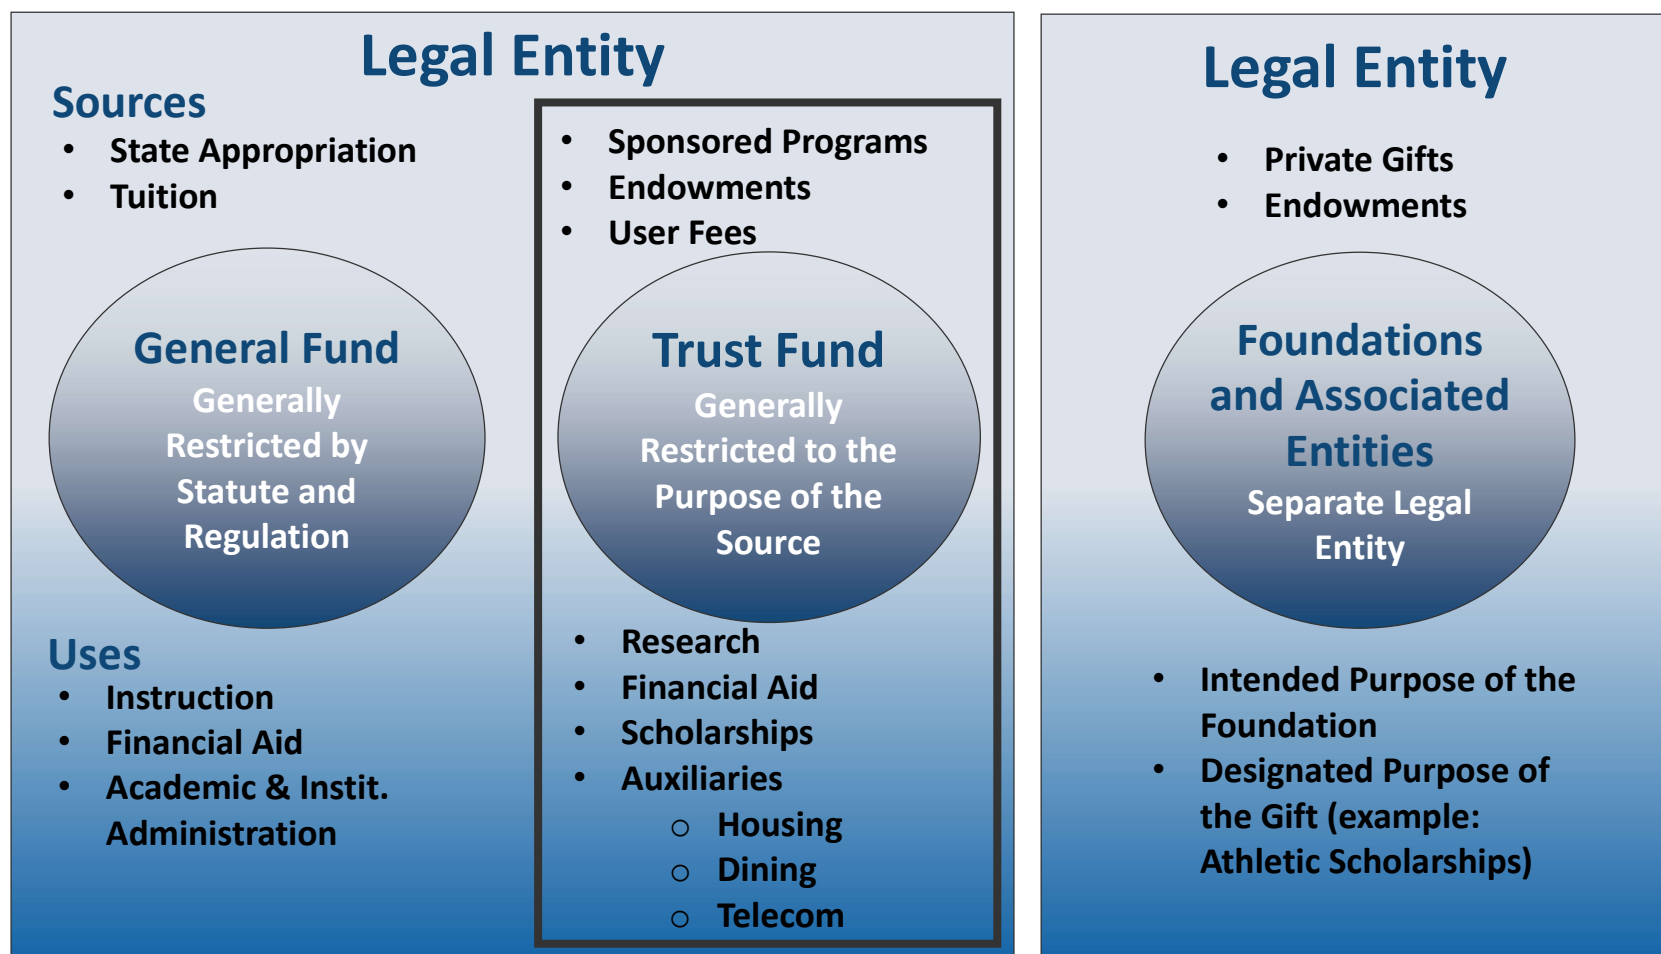 Legal Entity
Sources
• State Appropriation
• Tuition
General Fund
Generally
Restricted by
Statute and
Regulation
Uses
• Instruction
• Financial Aid
• Academic & Instit.
Administration
• Sponsored Programs
• Endowments
• User Fees
Trust Fund
Generally
Restricted to the
Purpose of the
Source
• Research
• Financial Aid
• Scholarships
• Auxiliaries
o Housing
o Dining
o Telecom
Legal Entity
• Private Gifts
• Endowments
Foundations
and Associated
Entities
Separate Legal
Entity
• Intended Purpose of the
Foundation
• Designated Purpose of
the Gift (example:
Athletic Scholarships)